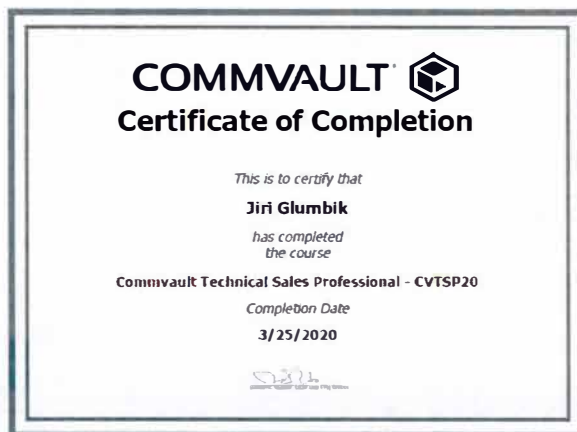 COMMVAULT
Certificate of Completion
This is to certify that
Jiri Glumbik
has completed
the course
Commvault Technical Sales Professional - CVTSP20
Completion Date
3/25/2020